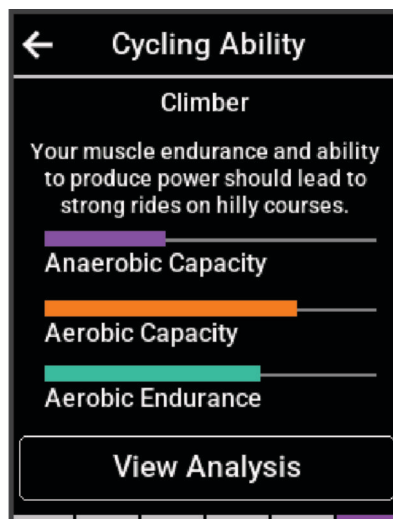 Cycling Ability
Climber
Your muscle endurance and ability
to produce power should lead to
strong rides on hilly courses.
Anaerobic Capacity
Aerobic Capacity
Aerobic Endurance
View Analysis